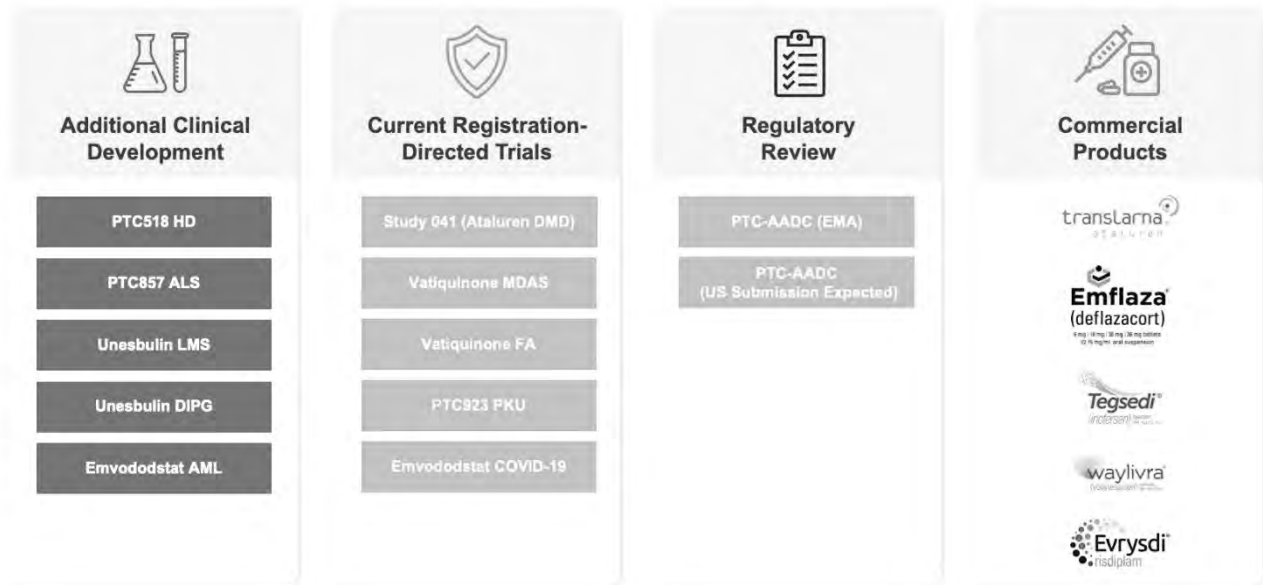 Additional Clinical
Development
PTC518 HD
PTC857 ALS
Unesbulin LMS
Unesbulin DIPG
Emvododstat AML
Current Registration-
Directed Trials
Study 041 (Ataluren DMD)
Vatiquinone MDAS
Vatiquinone FA
PTC923 PKU
Emvododstat COVID-19
Regulatory
Review
PTC-AADC (EMA)
PTC-AADC
(US Submission Expected)
Commercial
Products
translarna
ataluren
Emflaza®
(deflazacort)
Tegsedi®
(inotersen)
waylivra
Evrysdi®
risdiplam